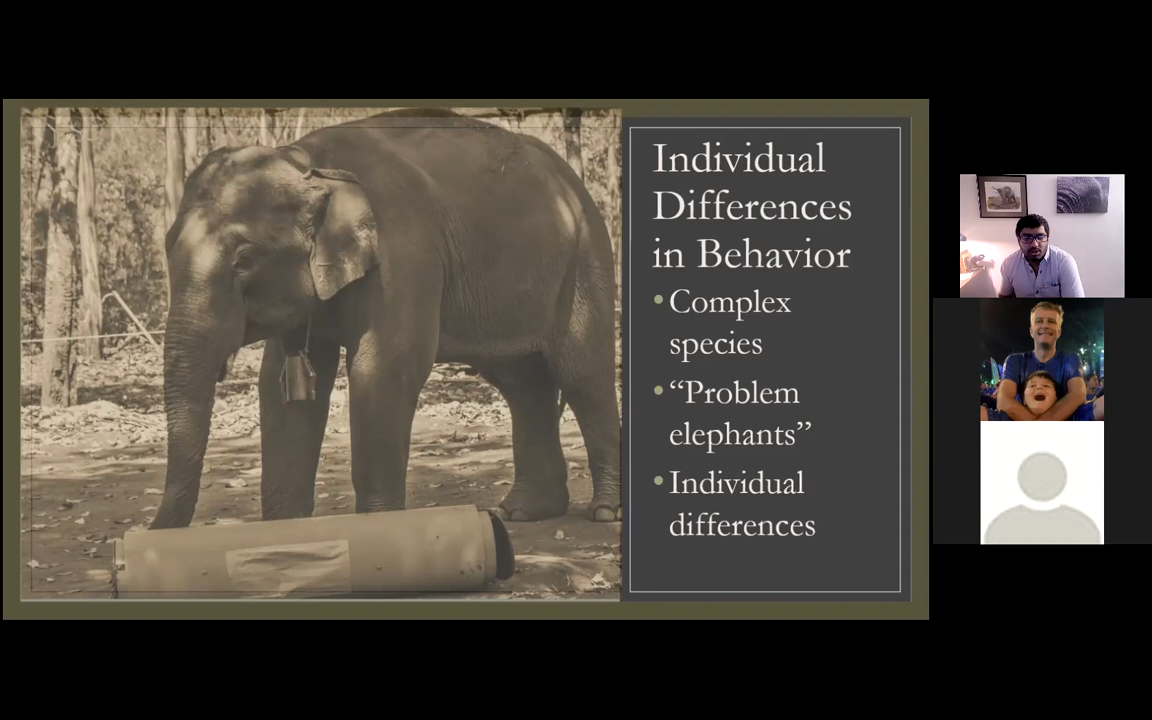 Individual
Differences
in Behavior
• Complex
species
• “Problem
elephants”
• Individual
differences